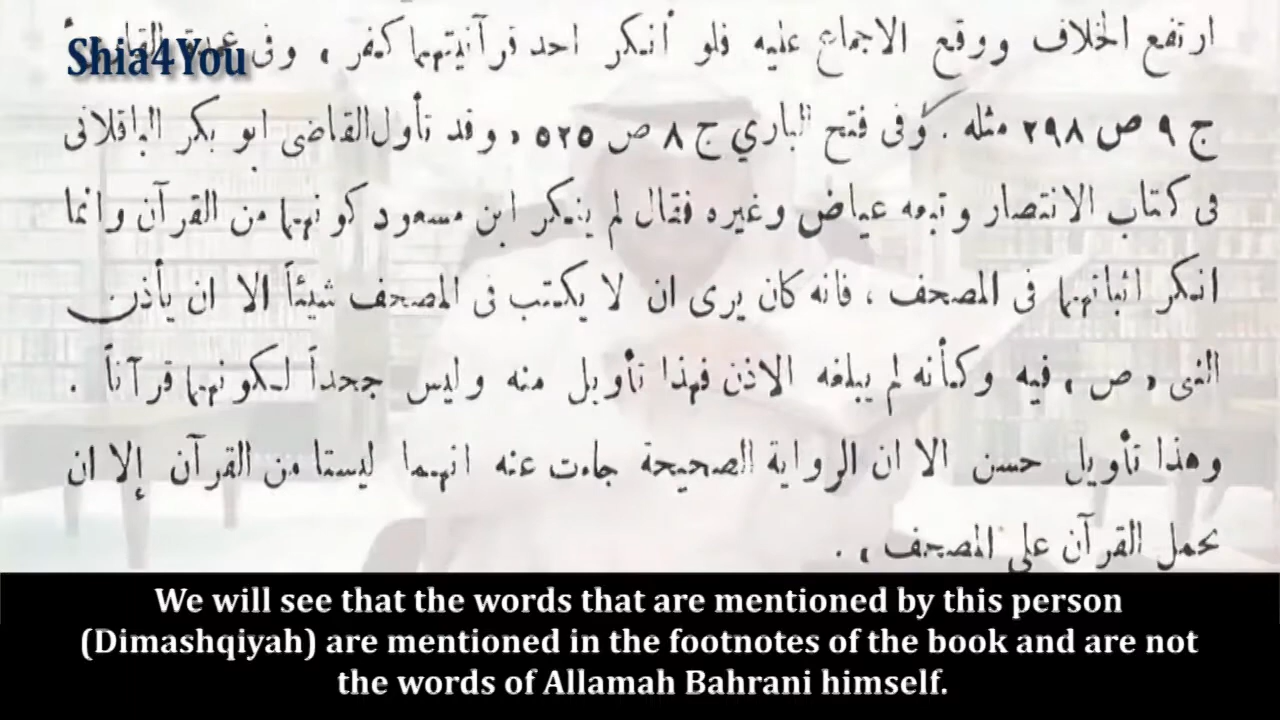 ارتفع الخلاف ووقع الاجماع عليه فلو أنكر احد قرآنيتهما كفر ، وفى عمدة القارى
Shia4You
ج ٩ ص ٢٩٨ مثله . وفى فتح الباري ج ٨ ص ٥٢٥ « وقد تأول القاضى ابو بكر الباقلانى
فى كتاب الانتصار وتبعه عياض وغيره فقال لم ينكر ابن مسعود كونهما من القرآن وانما
انكر اثباتهما فى المصحف ، فانه كان يرى ان لا يكتب فى المصحف شيئاً الا ان يأذن
النبى « ص » فيه وكأنه لم يبلغه الاذن فهذا تأويل منه وليس جحداً لكونهما قرآناً .
وهذا تأويل حسن الا ان الرواية الصحيحة جاءت عنه انهما ليستا من القرآن إلا ان
يحمل القرآن على المصحف » .
We will see that the words that are mentioned by this person
(Dimashqiyah) are mentioned in the footnotes of the book and are not
the words of Allamah Bahrani himself.